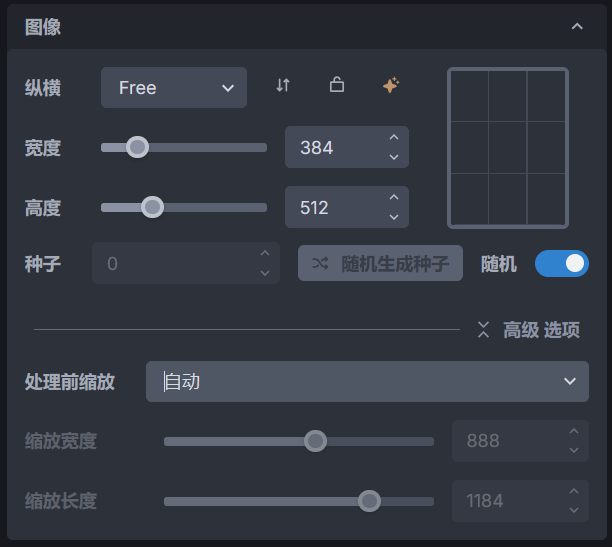 图像
纵横 Free
宽度 384
高度 512
种子 0 随机生成种子 随机
高级 选项
处理前缩放 自动
缩放宽度 888
缩放长度 1184